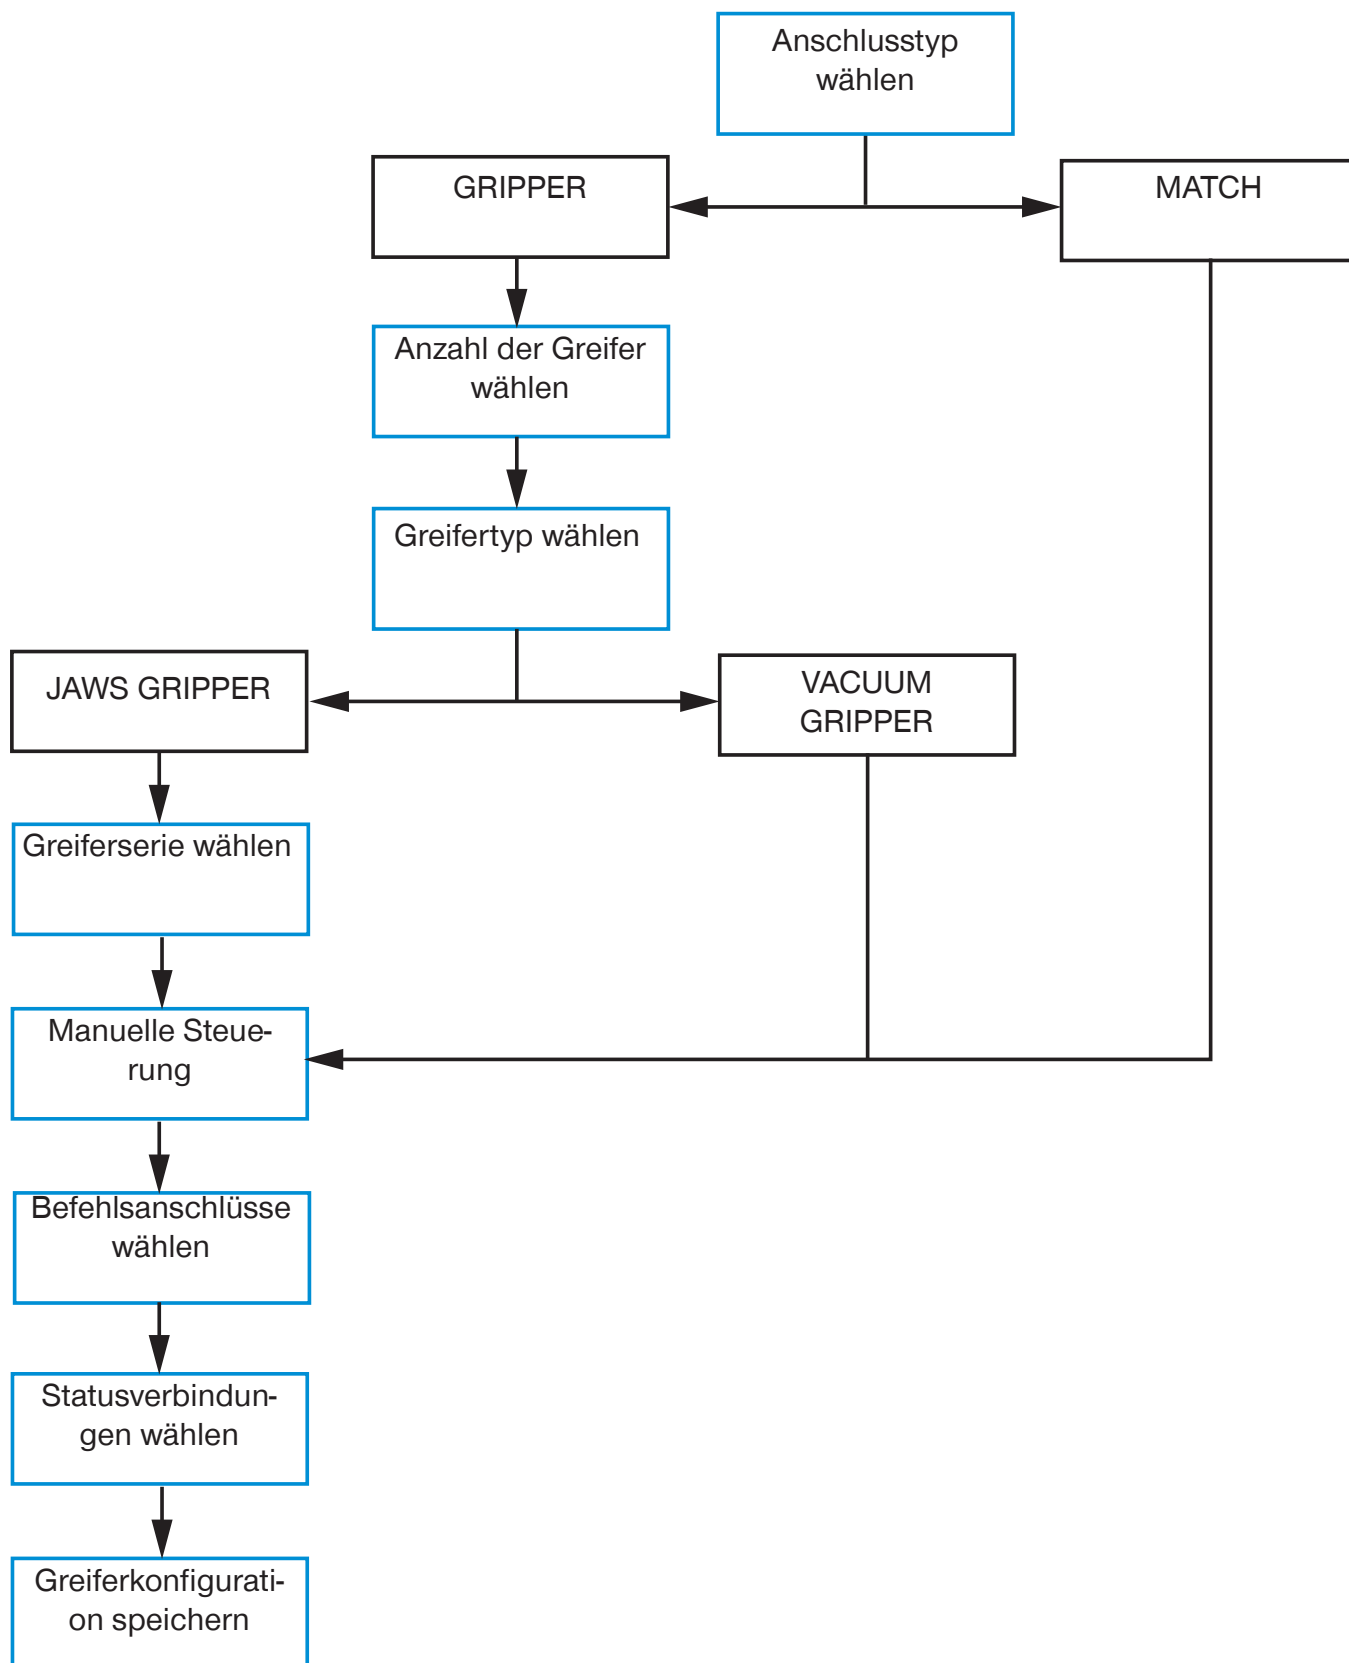 Anschlusstyp
wählen
GRIPPER
MATCH
Anzahl der Greifer
wählen
Greifertyp wählen
JAWS GRIPPER
VACUUM
GRIPPER
Greiferserie wählen
Manuelle Steue-
rung
Befehlsanschlüsse
wählen
Statusverbindun-
gen wählen
Greiferkonfigurati-
on speichern